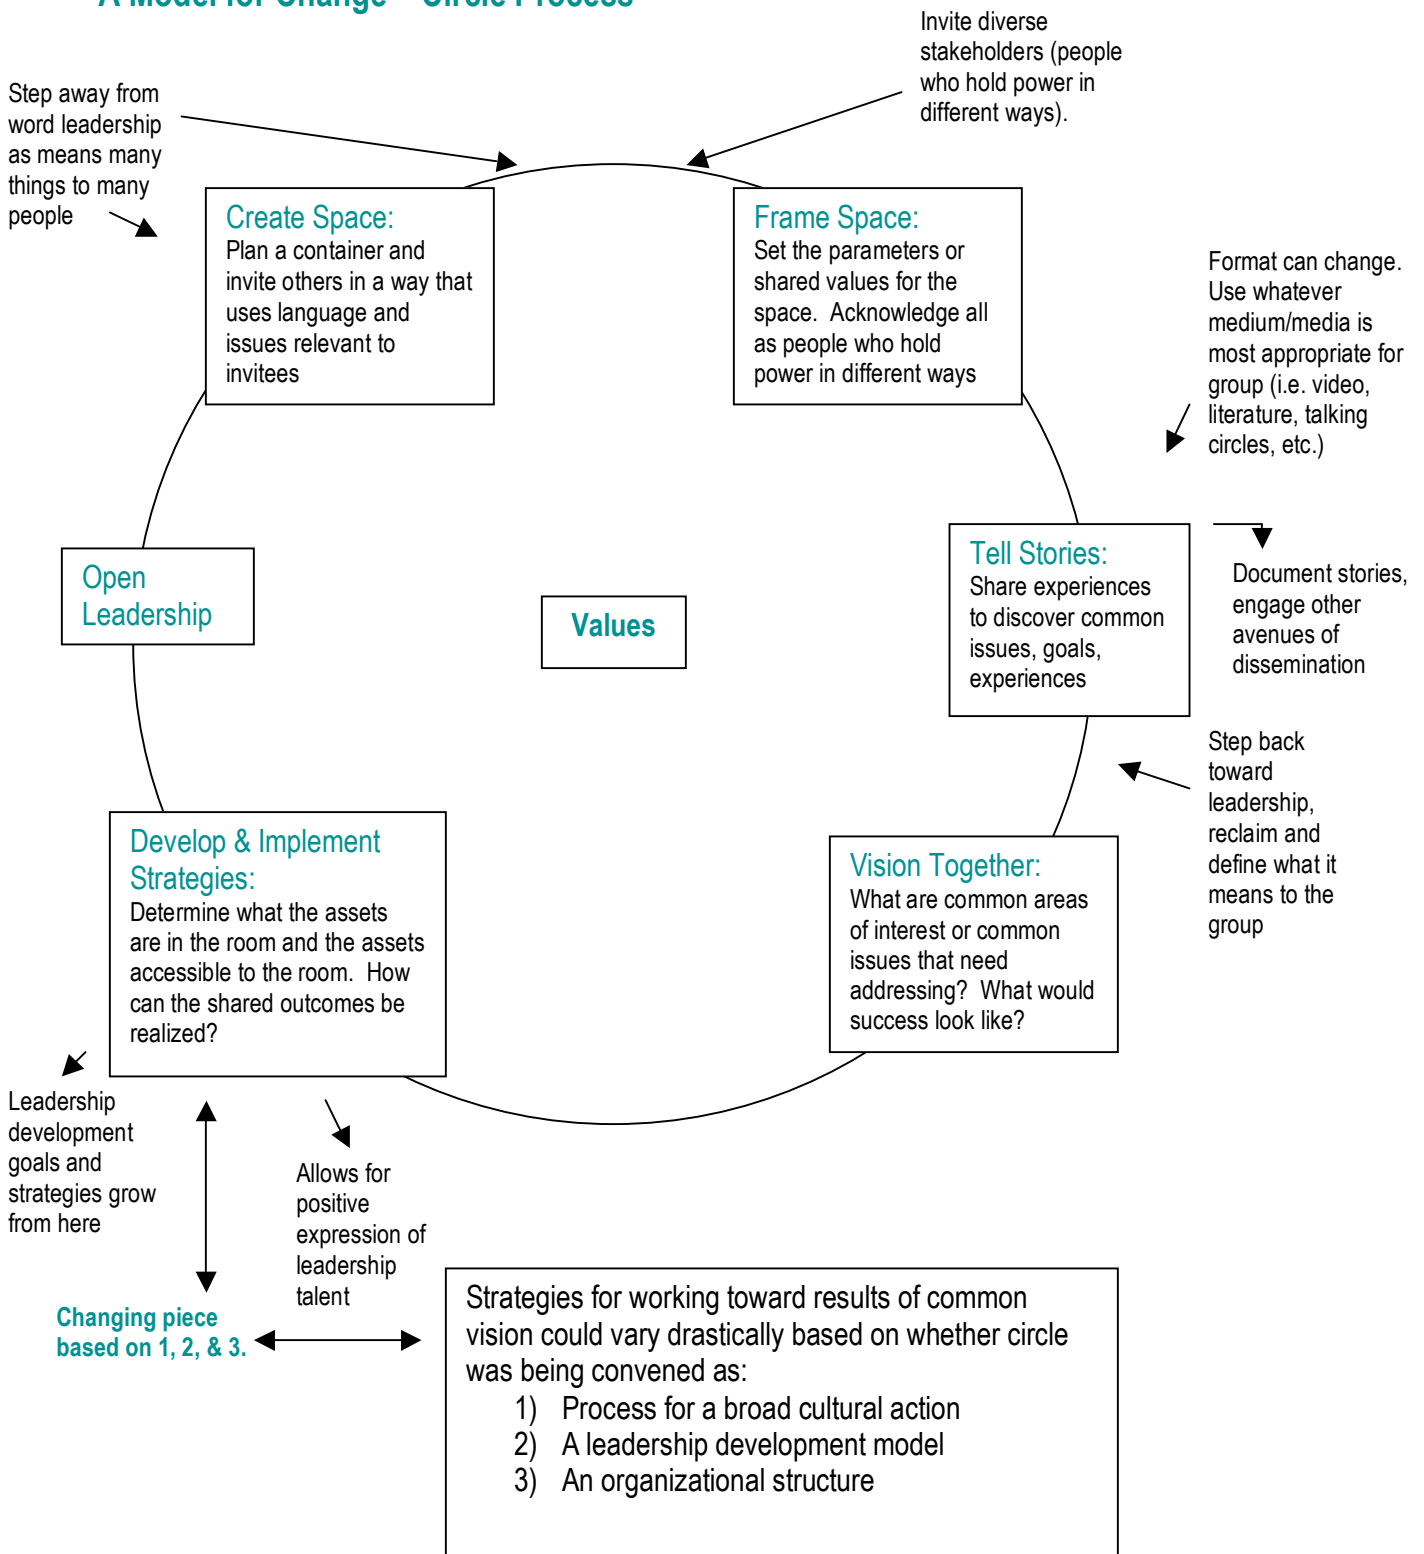 A Model for Change – Circle Process
Invite diverse
stakeholders (people
who hold power in
different ways).
Step away from
word leadership
as means many
things to many
people
Create Space:
Plan a container and
invite others in a way that
uses language and
issues relevant to
invitees
Frame Space:
Set the parameters or
shared values for the
space.  Acknowledge all
as people who hold
power in different ways
Format can change.
Use whatever
medium/media is
most appropriate for
group (i.e. video,
literature, talking
circles, etc.)
Tell Stories:
Share experiences
to discover common
issues, goals,
experiences
Document stories,
engage other
avenues of
dissemination
Open
Leadership
Values
Step back
toward
leadership,
reclaim and
define what it
means to the
group
Vision Together:
What are common areas
of interest or common
issues that need
addressing?  What would
success look like?
Develop & Implement
Strategies:
Determine what the assets
are in the room and the assets
accessible to the room.  How
can the shared outcomes be
realized?
Leadership
development
goals and
strategies grow
from here
Allows for
positive
expression of
leadership
talent
Changing piece
based on 1, 2, & 3.
Strategies for working toward results of common
vision could vary drastically based on whether circle
was being convened as:
1) Process for a broad cultural action
2) A leadership development model
3) An organizational structure